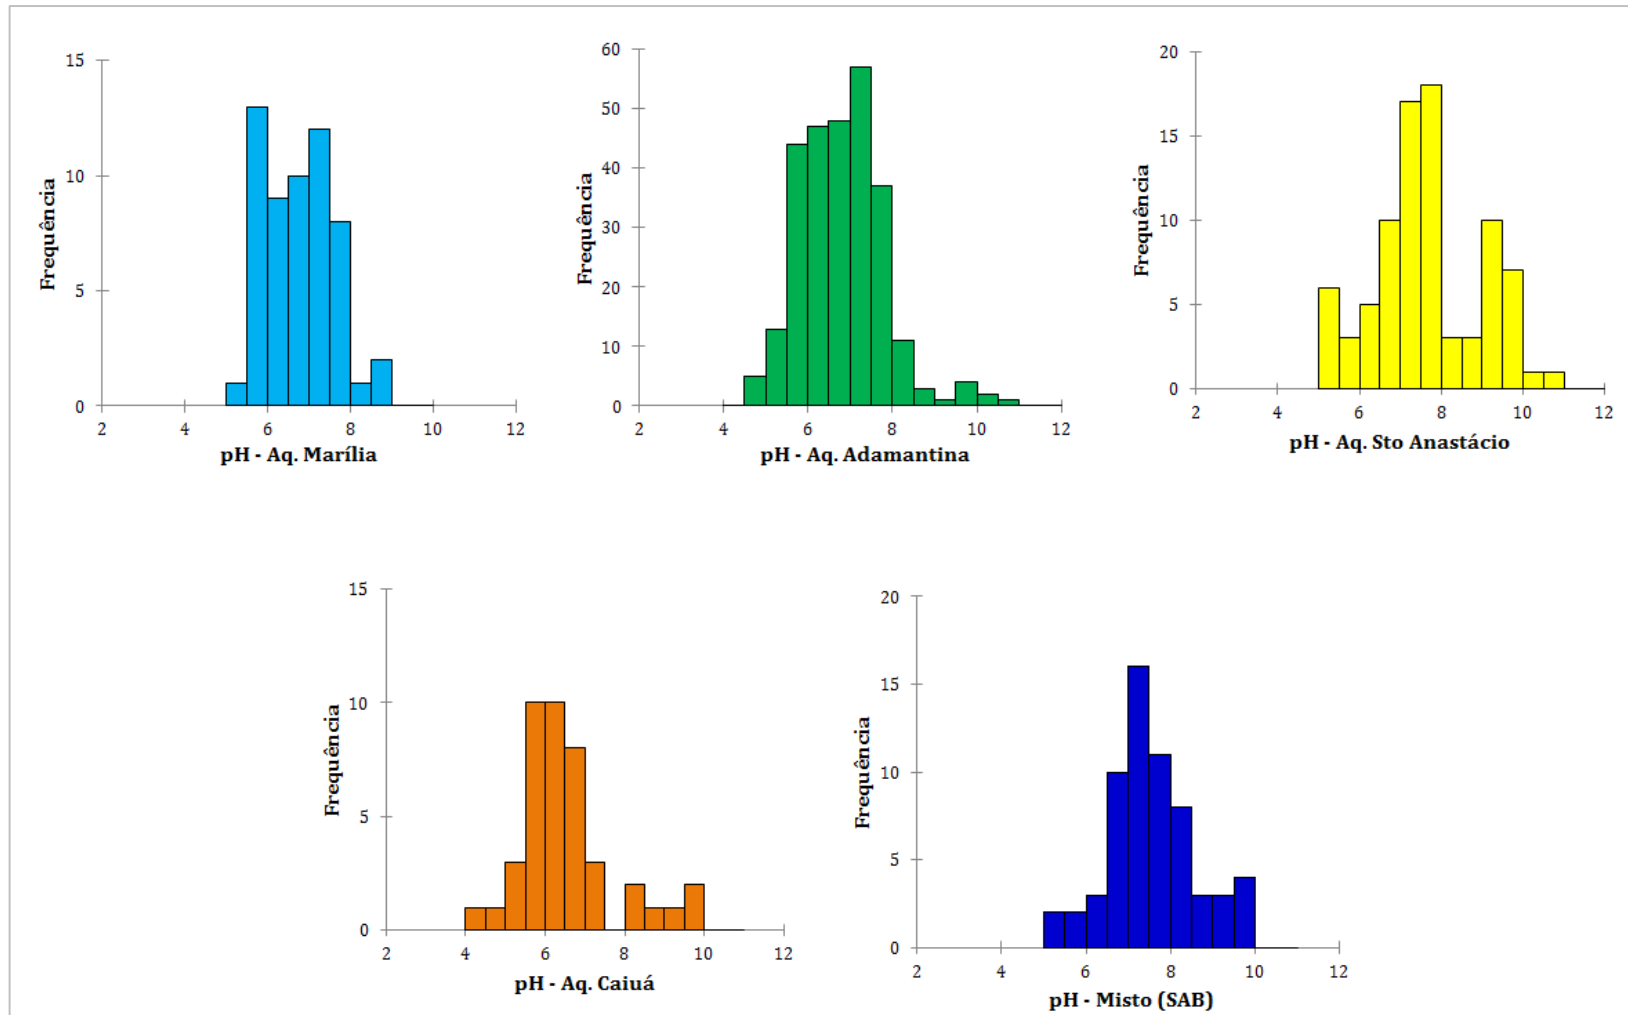 Frequência
15
10
5
0
2 4 6 8 10 12
pH - Aq. Marília
Frequência
60
50
40
30
20
10
0
2 4 6 8 10 12
pH - Aq. Adamantina
Frequência
20
15
10
5
0
2 4 6 8 10 12
pH - Aq. Sto Anastácio
Frequência
15
10
5
0
2 4 6 8 10 12
pH - Aq. Caiuá
Frequência
20
15
10
5
0
2 4 6 8 10 12
pH - Misto (SAB)